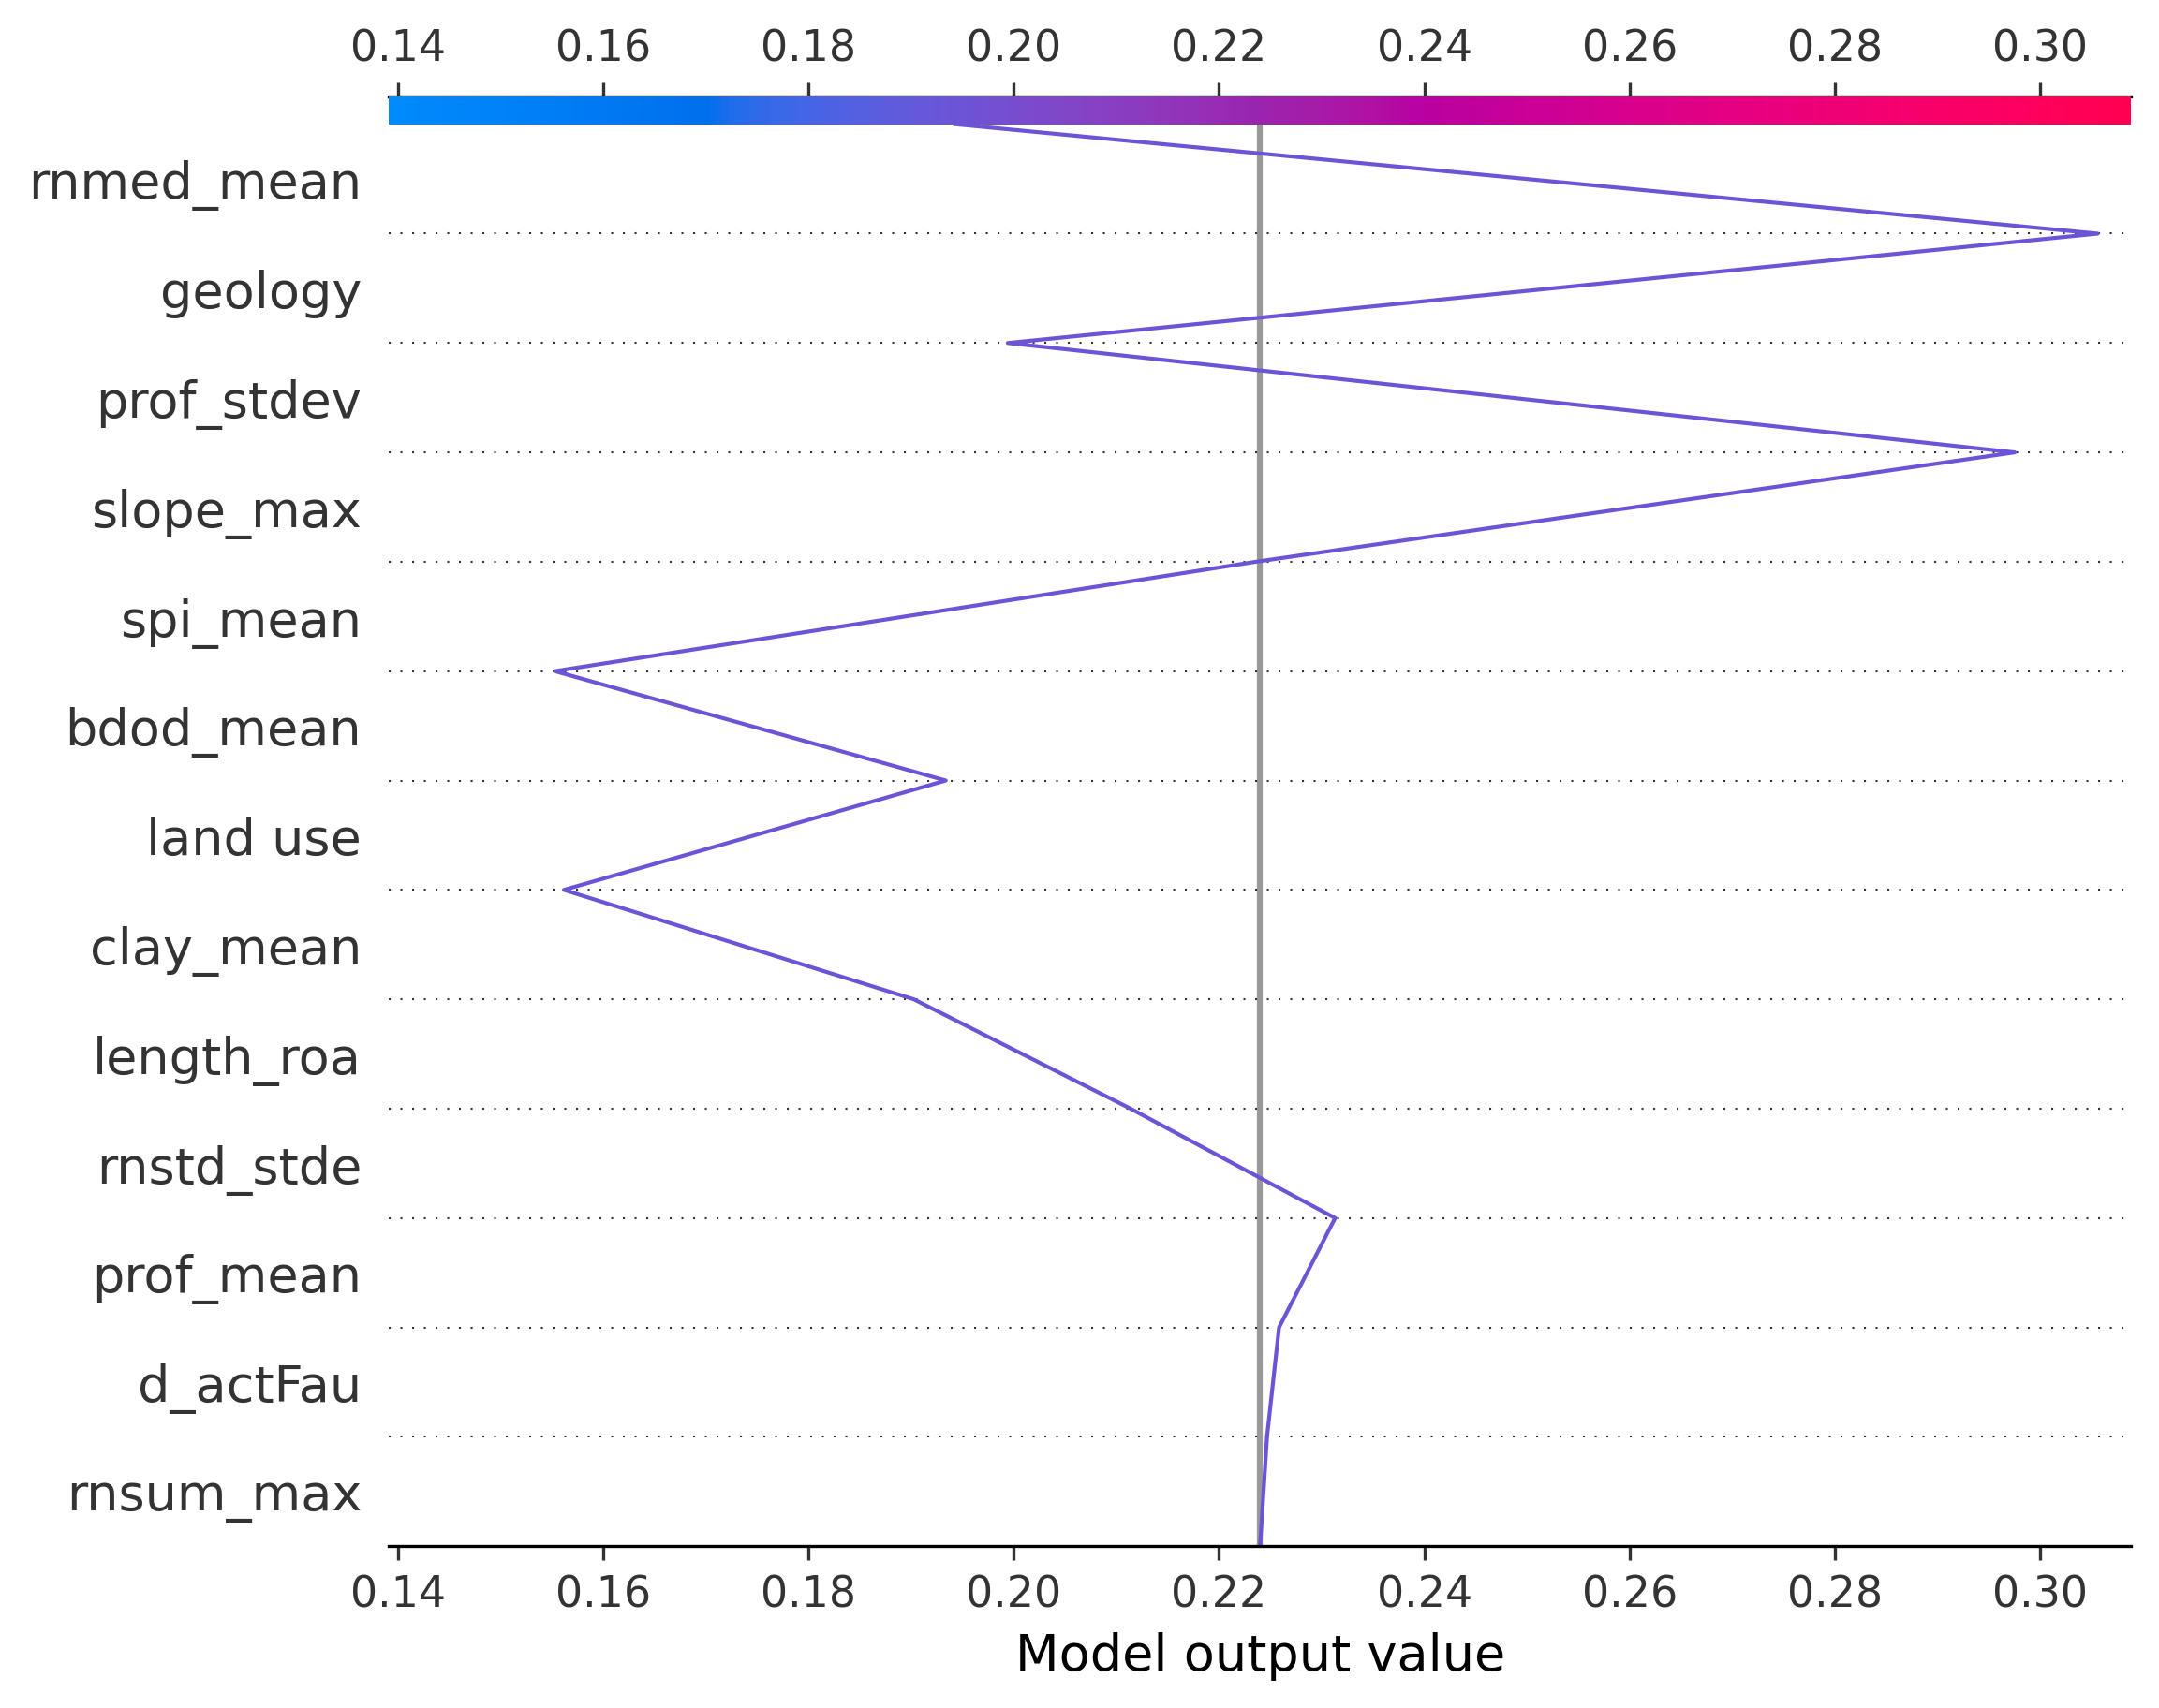 0.14 0.16 0.18 0.20 0.22 0.24 0.26 0.28 0.30
rnmed_mean
geology
prof_stdev
slope_max
spi_mean
bdod_mean
land use
clay_mean
length_roa
rnstd_stde
prof_mean
d_actFau
rnsum_max
0.14 0.16 0.18 0.20 0.22 0.24 0.26 0.28 0.30
Model output value